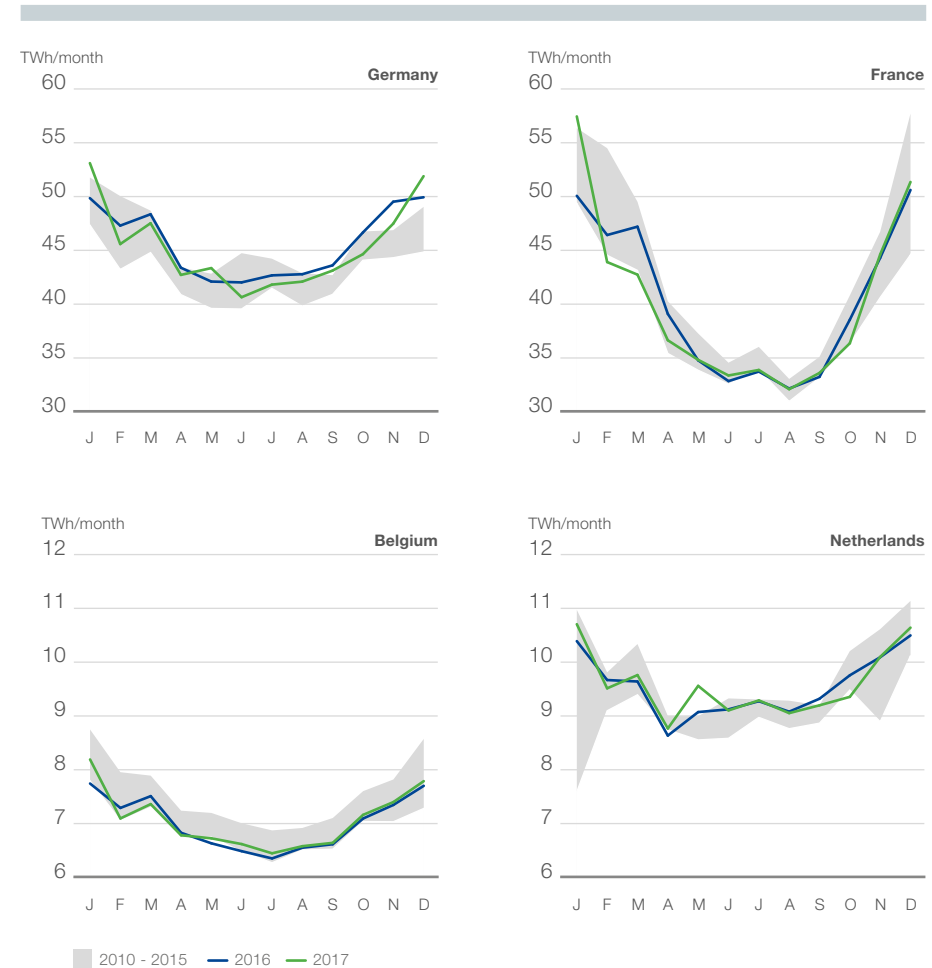 TWh/month
Germany
60
55
50
45
40
35
30
J F M A M J J A S O N D
TWh/month
France
60
55
50
45
40
35
30
J F M A M J J A S O N D
TWh/month
Belgium
12
11
10
9
8
7
6
J F M A M J J A S O N D
TWh/month
Netherlands
12
11
10
9
8
7
6
J F M A M J J A S O N D
2010 - 2015 2016 2017